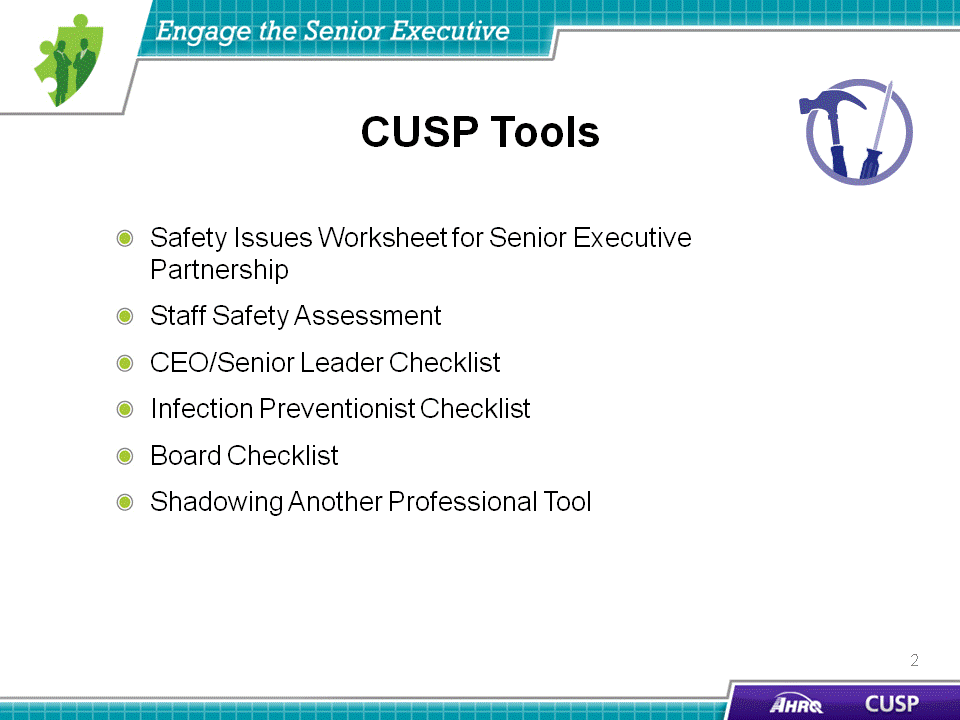 Engage the Senior Executive
CUSP Tools
Safety Issues Worksheet for Senior Executive
Partnership
Staff Safety Assessment
CEO/Senior Leader Checklist
Infection Preventionist Checklist
Board Checklist
Shadowing Another Professional Tool
2
AHRQ CUSP